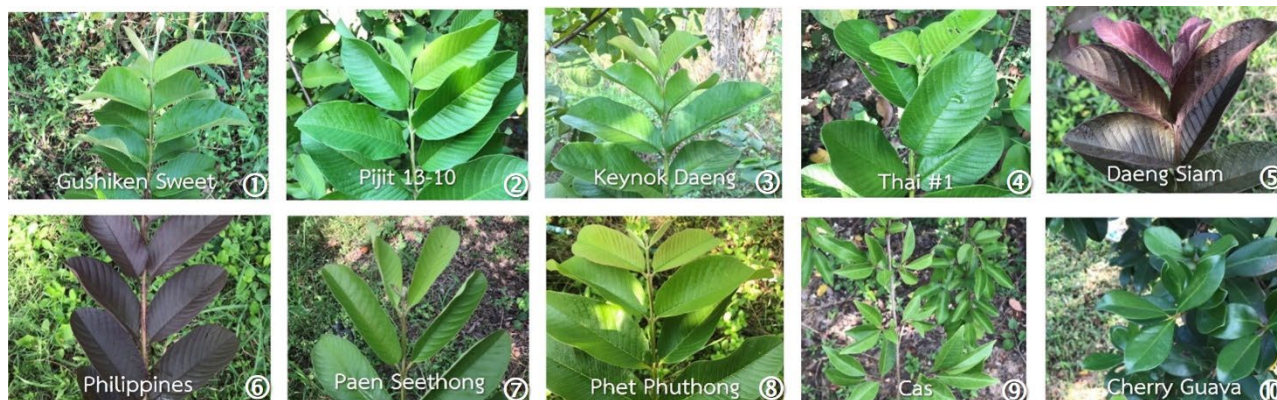 Gushiken Sweet ①
Pijit 13-10 ②
Keynok Daeng ③
Thai #1 ④
Daeng Siam ⑤
Philippines ⑥
Paen Seethong ⑦
Phet Phuthong ⑧
Cas ⑨
Cherry Guava ⑩